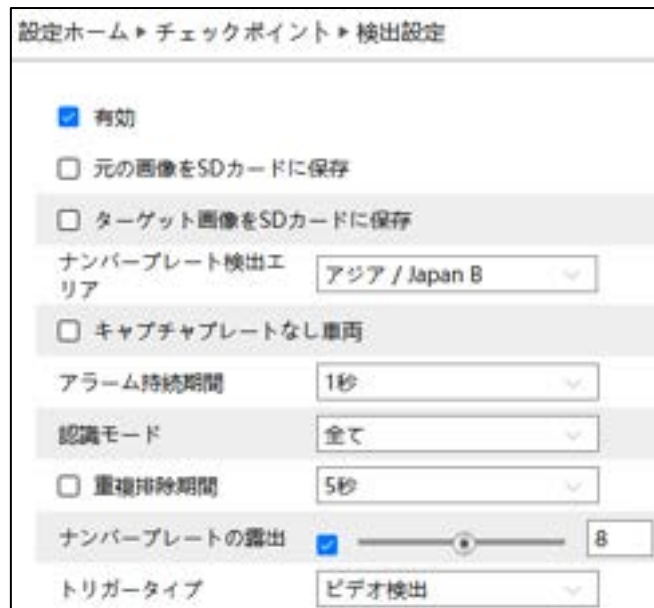 設定ホーム ▶ チェックポイント ▶ 検出設定
有効
元の画像をSDカードに保存
ターゲット画像をSDカードに保存
ナンバープレート検出エ
リア
アジア / Japan B
キャプチャプレートなし車両
アラーム持続期間
1秒
認識モード
全て
重複排除期間
5秒
ナンバープレートの露出
8
トリガータイプ
ビデオ検出